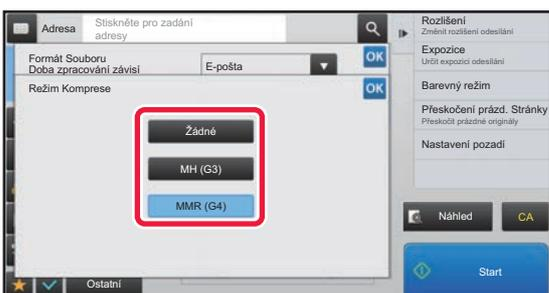 Adresa
Stiskněte pro zadání
adresy
Formát Souboru
Doba zpracování závisí
E-pošta
OK
Režim Komprese
OK
Žádné
MH (G3)
MMR (G4)
Ostatní
Rozlišení
Změnit rozlišení odesílání
Expozice
Určit expozici odesílání
Barevný režim
Přeskočení prázd. Stránky
Přeskočit prázdné originály
Nastavení pozadí
Náhled
CA
Start